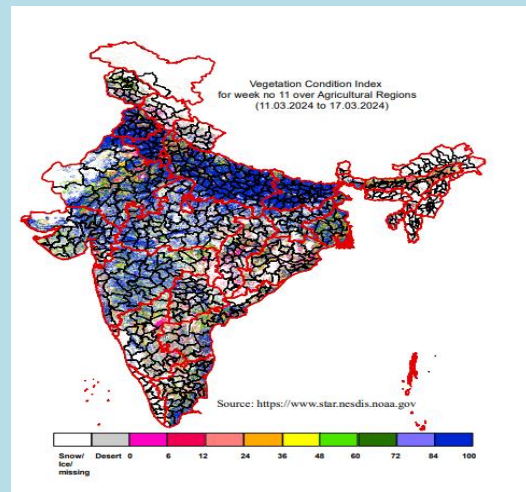 Vegetation Condition Index
for week no 11 over Agricultural Regions
(11.03.2024 to 17.03.2024)
Source: https://www.star.nesdis.noaa.gov
Snow/ Desert 0 6 12 24 36 48 60 72 84 100
Ice/
missing